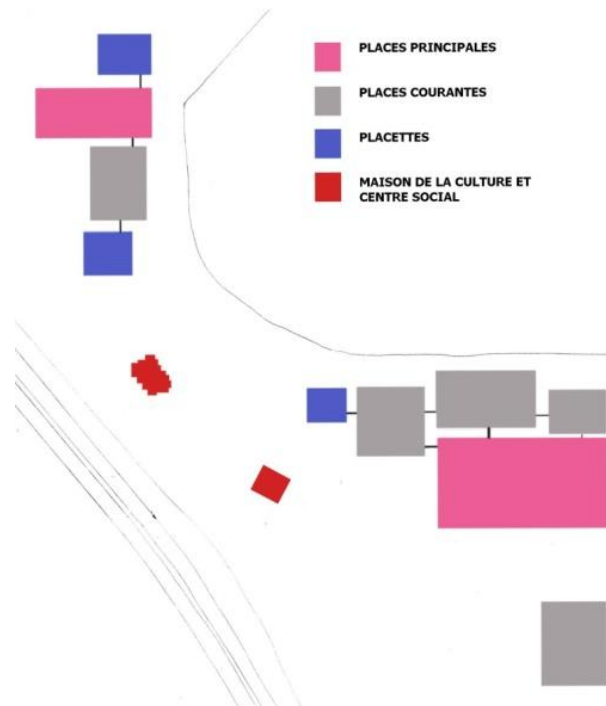 PLACES PRINCIPALES
PLACES COURANTES
PLACETTES
MAISON DE LA CULTURE ET
CENTRE SOCIAL